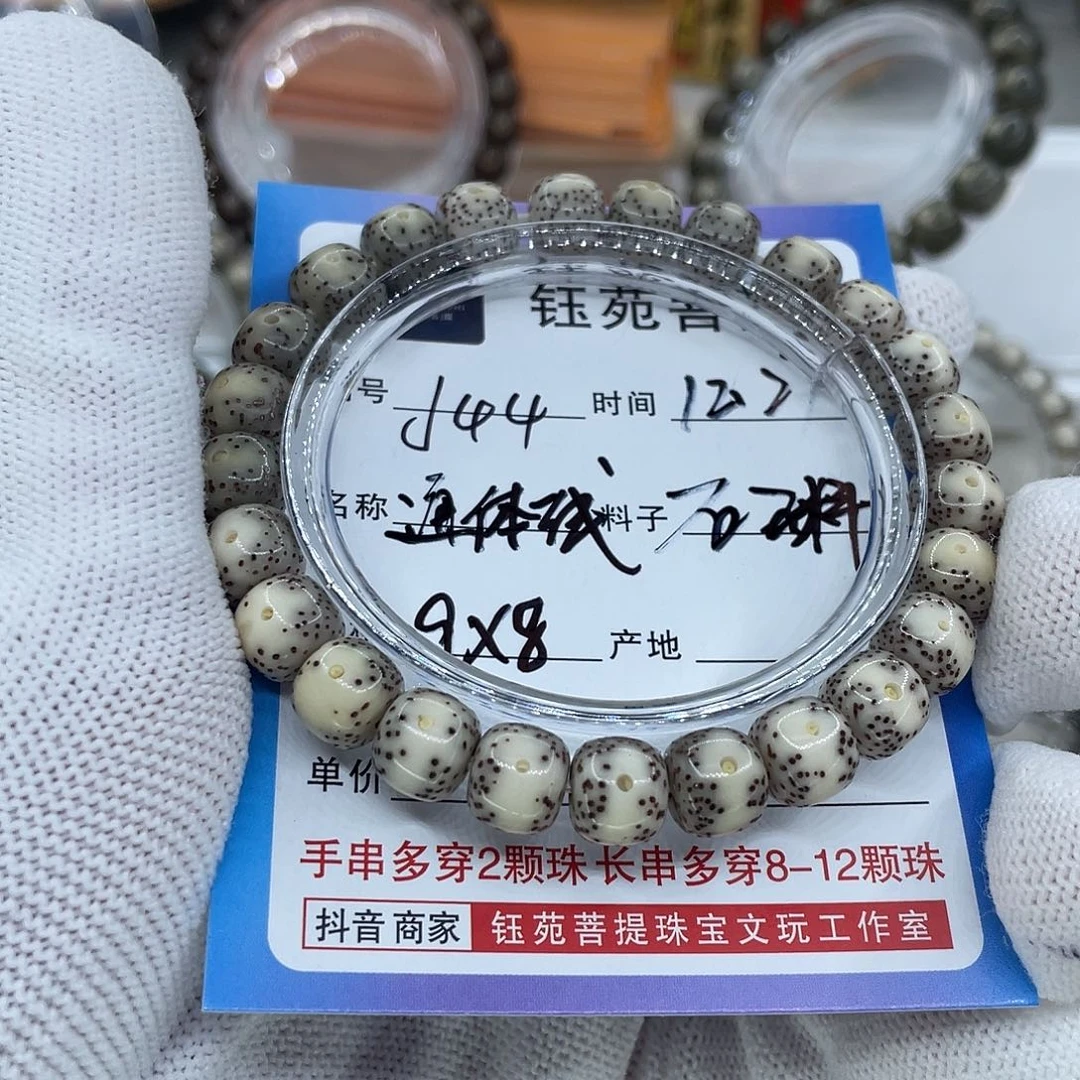 钰苑菩
号 J44 时间 12.7
名称 通体线 料子 石球料
9X8 产地
单价
手串多穿2颗珠 长串多穿8-12颗珠
抖音商家 钰苑菩提珠宝文玩工作室